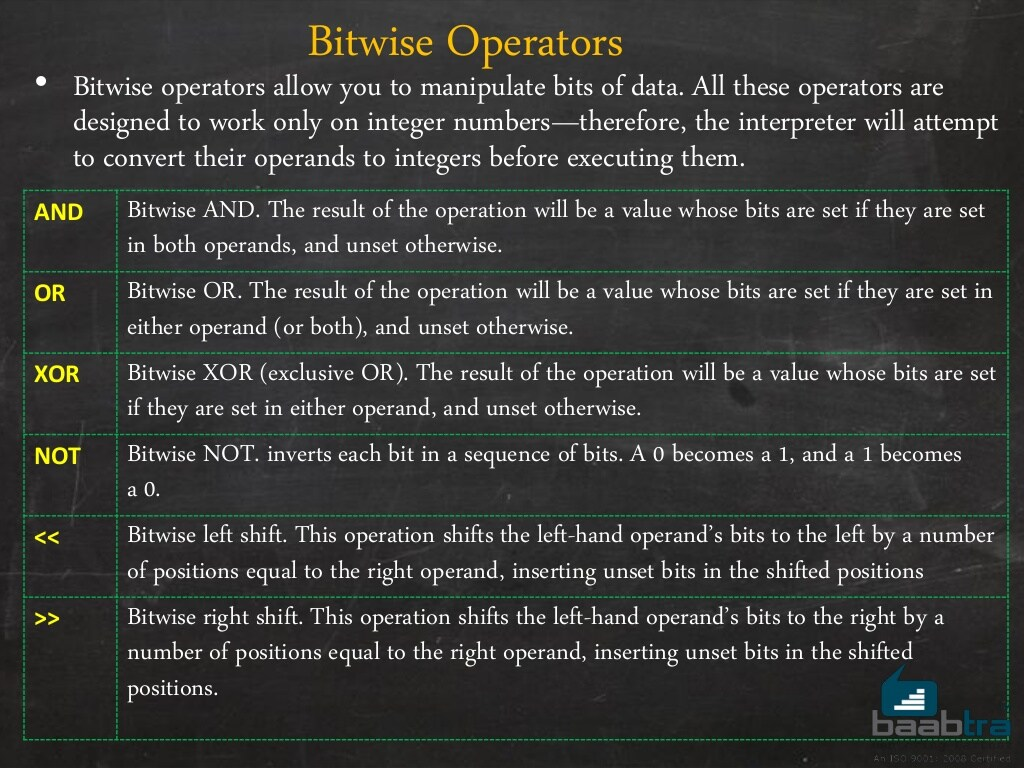 Bitwise Operators
• Bitwise operators allow you to manipulate bits of data. All these operators are
designed to work only on integer numbers—therefore, the interpreter will attempt
to convert their operands to integers before executing them.
AND
Bitwise AND. The result of the operation will be a value whose bits are set if they are set
in both operands, and unset otherwise.
OR
Bitwise OR. The result of the operation will be a value whose bits are set if they are set in
either operand (or both), and unset otherwise.
XOR
Bitwise XOR (exclusive OR). The result of the operation will be a value whose bits are set
if they are set in either operand, and unset otherwise.
NOT
Bitwise NOT. inverts each bit in a sequence of bits. A 0 becomes a 1, and a 1 becomes
a 0.
<<
Bitwise left shift. This operation shifts the left-hand operand’s bits to the left by a number
of positions equal to the right operand, inserting unset bits in the shifted positions
>>
Bitwise right shift. This operation shifts the left-hand operand’s bits to the right by a
number of positions equal to the right operand, inserting unset bits in the shifted
positions.
baabtra
An ISO 9001: 2008 Certified